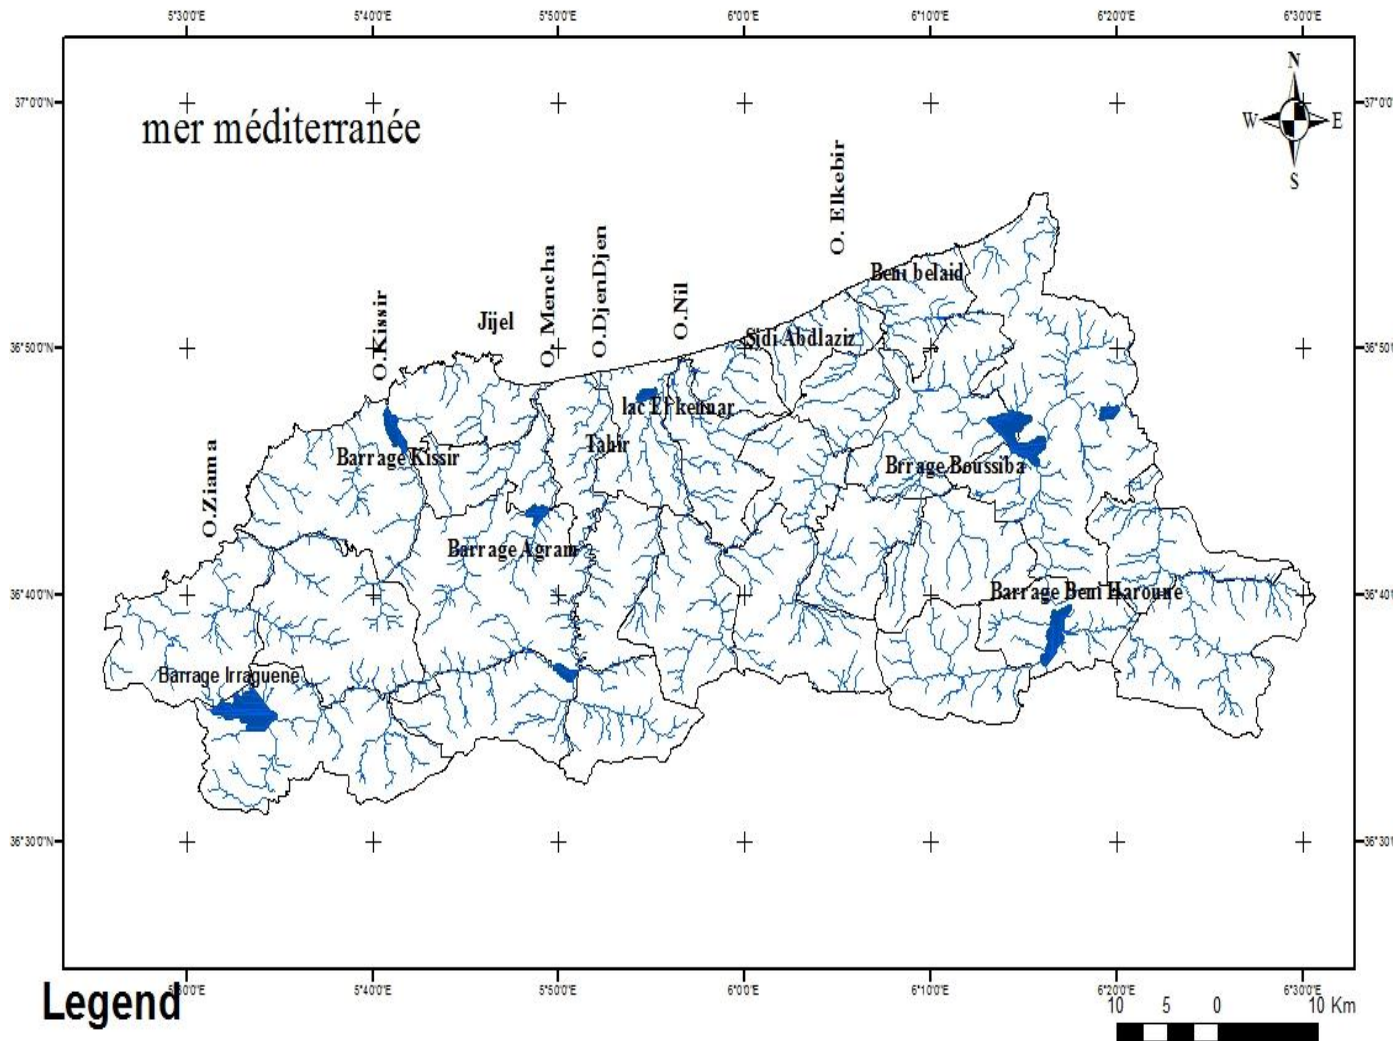 5°30'0"E 5°40'0"E 5°50'0"E 6°0'0"E 6°10'0"E 6°20'0"E 6°30'0"E
N
W E
S
37°0'0"N 37°0'0"N
mer méditerranée
O. Elkebir
O.DjenDjen
O. Mencha
O.Nil
O.Kissir
Beni belaid
Jijel
Sidi Abdlaziz
36°50'0"N
lac El kennar
Tahir
Barrage Kissir
Brrage Boussiba
O.Ziama
Barrage Agram
36°40'0"N
Barrage Beni Haroune
Barrage Irraguene
36°30'0"N
5°40'0"E 5°50'0"E 6°0'0"E 6°10'0"E 6°20'0"E 6°30'0"E
Legend
10 5 0 10 Km